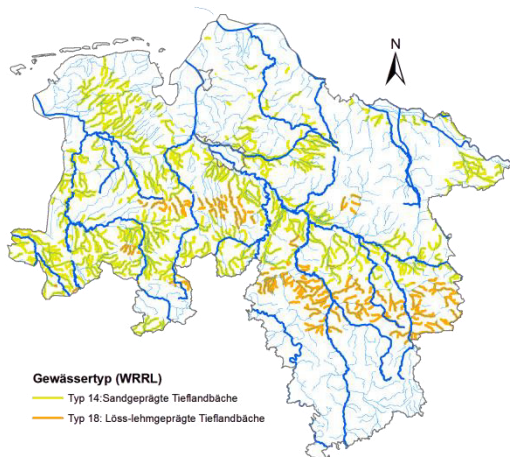 N
Gewässertyp (WRRL)
Typ 14:Sandgeprägte Tieflandbäche
Typ 18: Löss-lehmgeprägte Tieflandbäche